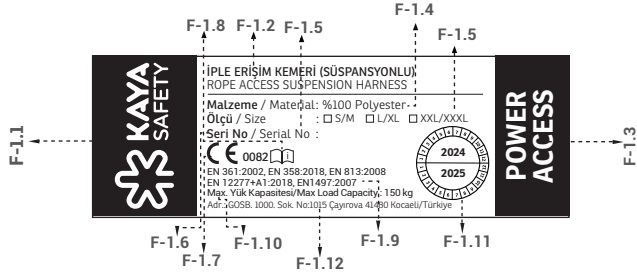 F-1.8 F-1.2 F-1.5 F-1.4 F-1.5
F-1.1
KAYA
SAFETY
İPLE ERİŞİM KEMERİ (SÜSPANSYONLU)
ROPE ACCESS SUSPENSION HARNESS
Malzeme / Material: %100 Polyester
Ölçü / Size : S/M L/XL XXL/XXXL
Seri No / Serial No :
CE 0082 i
EN 361:2002, EN 358:2018, EN 813:2008
EN 12277+A1:2018, EN1497:2007
Max. Yük Kapasitesi/Max Load Capacity: 150 kg
Adr.: GOSB. 1000. Sok. No:1015 Çayırova 41480 Kocaeli/Türkiye
2024
2025
POWER
ACCESS
F-1.3
F-1.6 F-1.7 F-1.10 F-1.12 F-1.9 F-1.11